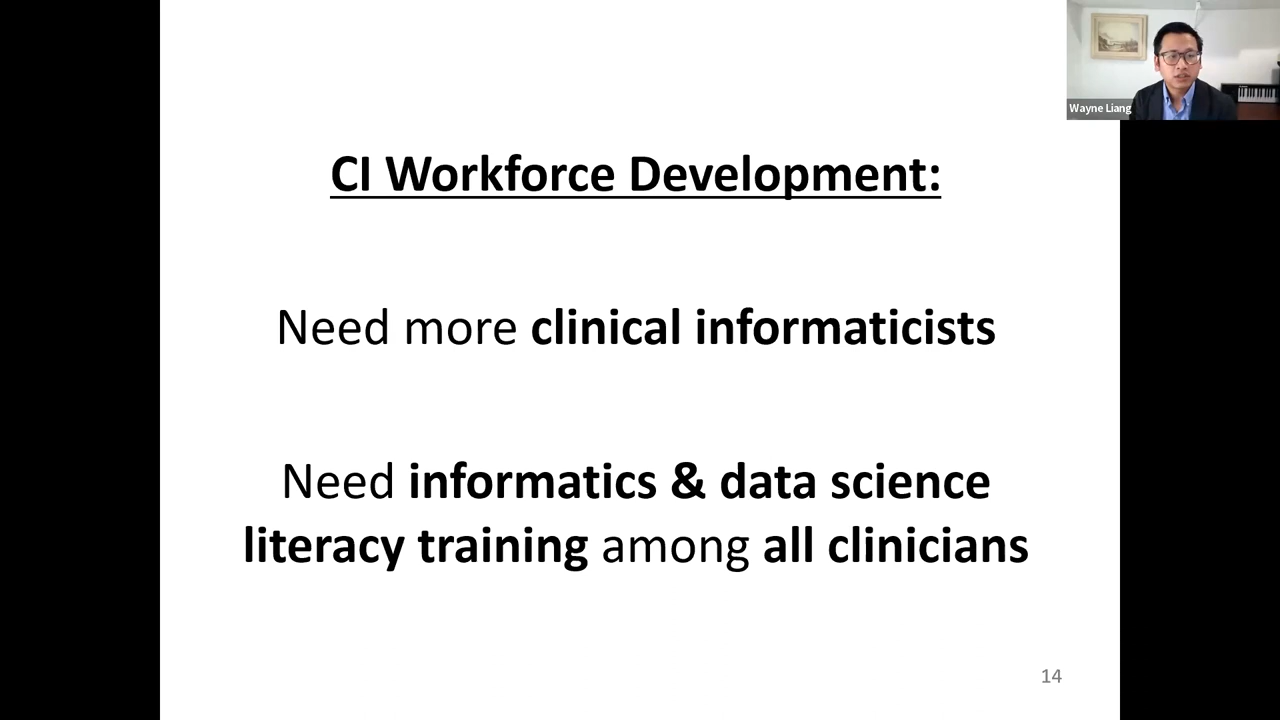 Wayne Liang
CI Workforce Development:
Need more clinical informaticists
Need informatics & data science
literacy training among all clinicians
14